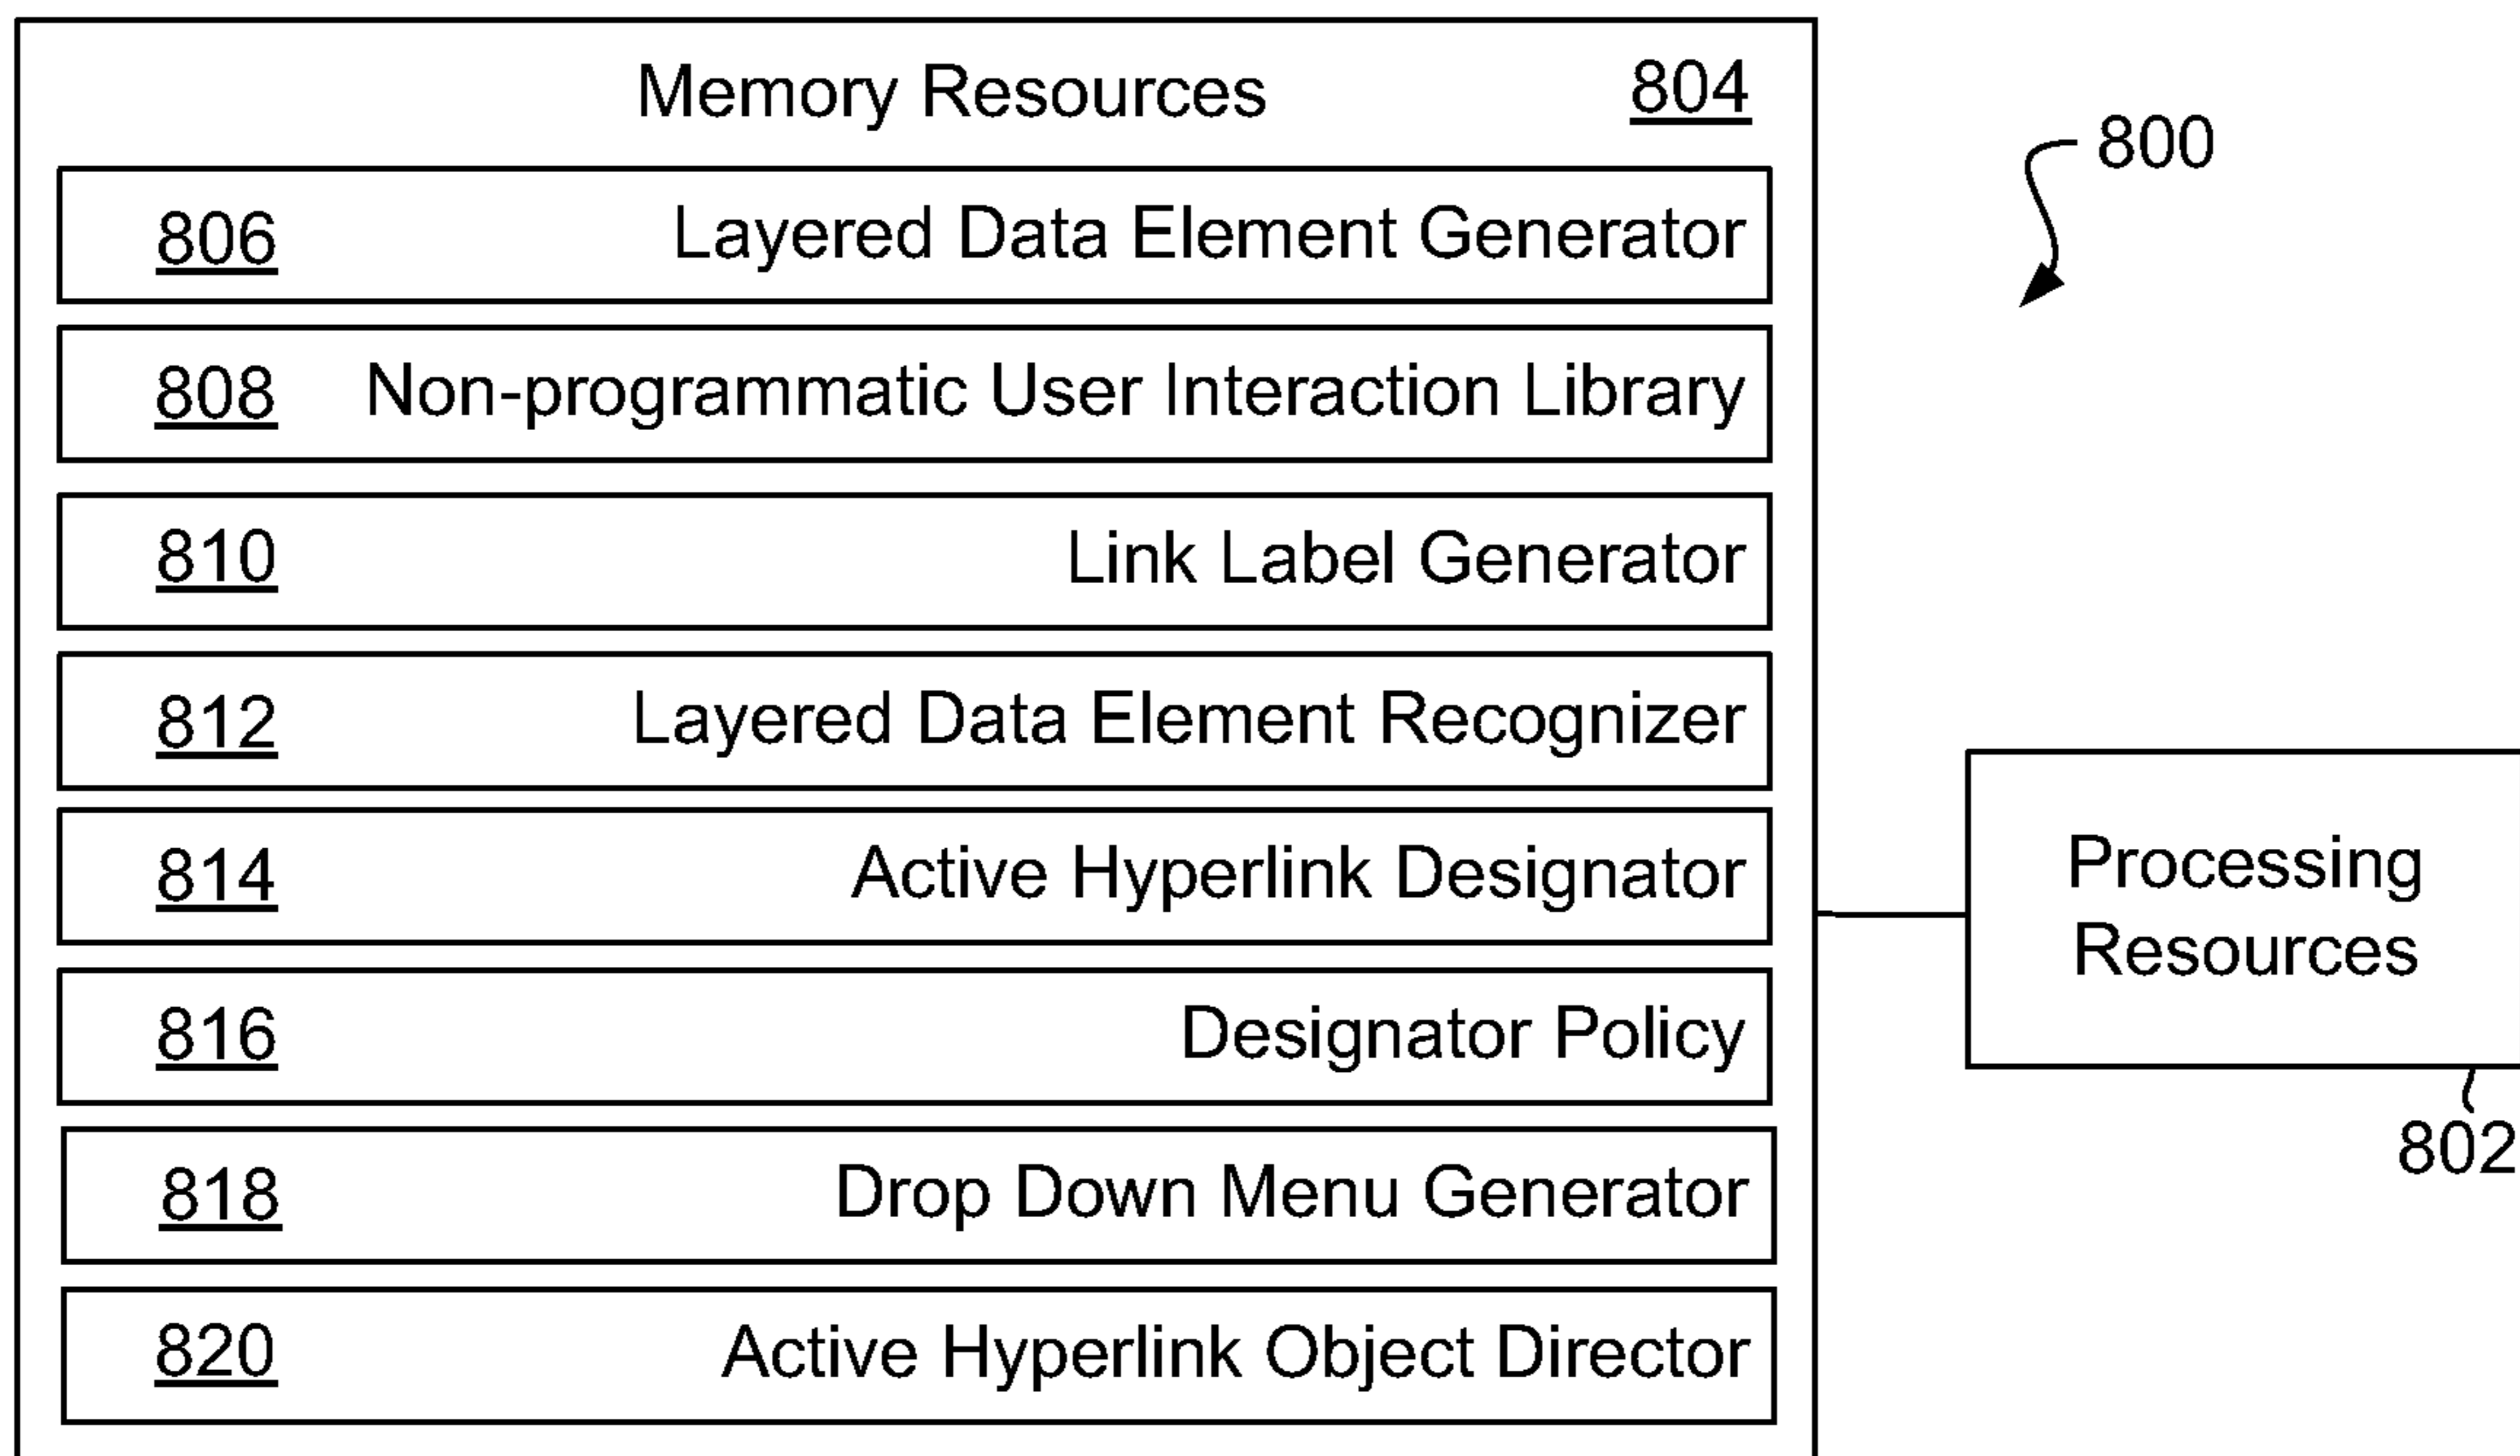 Memory Resources 804
800
806 Layered Data Element Generator
808 Non-programmatic User Interaction Library
810 Link Label Generator
812 Layered Data Element Recognizer
814 Active Hyperlink Designator
Processing
Resources
816 Designator Policy
802
818 Drop Down Menu Generator
820 Active Hyperlink Object Director